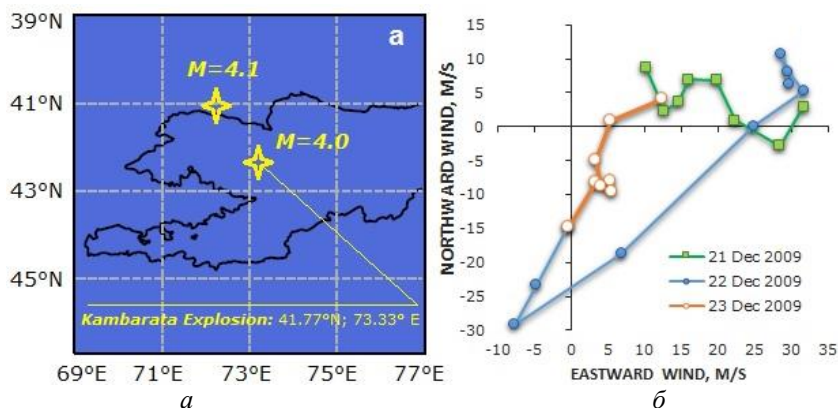 a
39°N
41°N
43°N
45°N
69°E
71°E
73°E
75°E
77°E
M=4.1
M=4.0
Kambarata Explosion: 41.77°N; 73.33° E
а
NORTHWARD WIND, M/S
15
10
5
0
-5
-10
-15
-20
-25
-30
-10
-5
0
5
10
15
20
25
30
35
EASTWARD WIND, M/S
21 Dec 2009
22 Dec 2009
23 Dec 2009
б